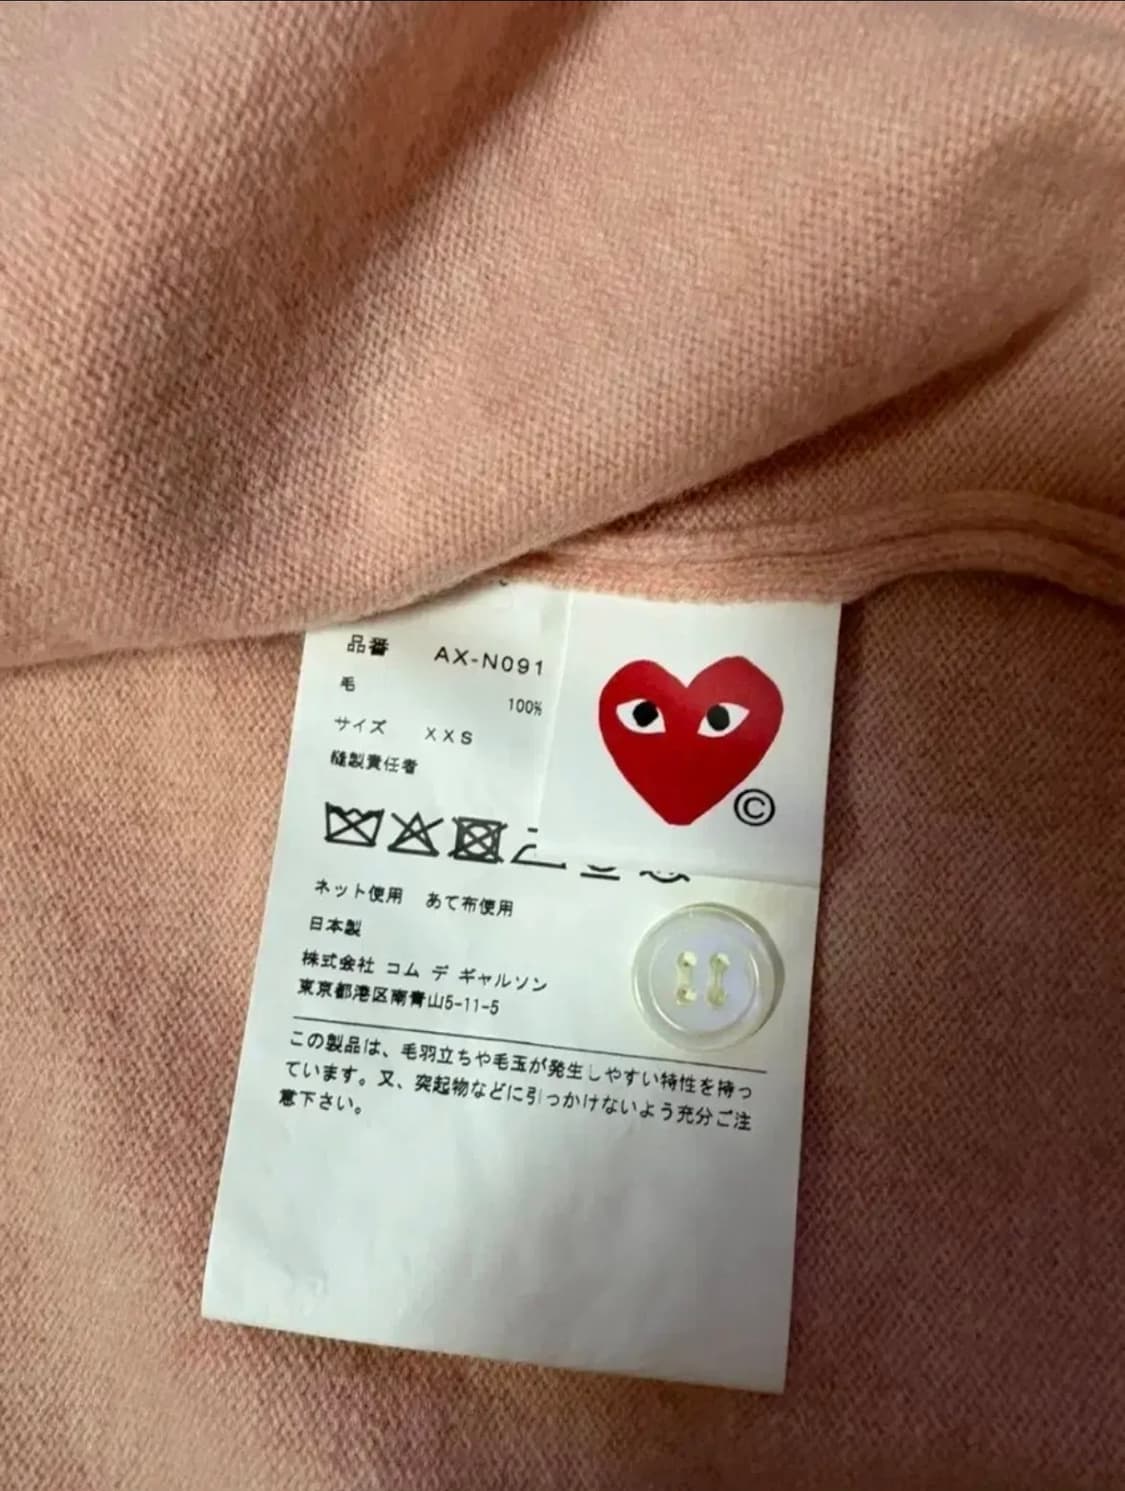 品番 AX-N091
毛 100%
サイズ XXS
縫製責任者
©
ネット使用 あて布使用
日本製
株式会社 コム デ ギャルソン
東京都港区南青山5-11-5
この製品は、毛羽立ちや毛玉が発生しやすい特性を持っ
ています。又、突起物などに引っかけないよう充分ご注
意下さい。